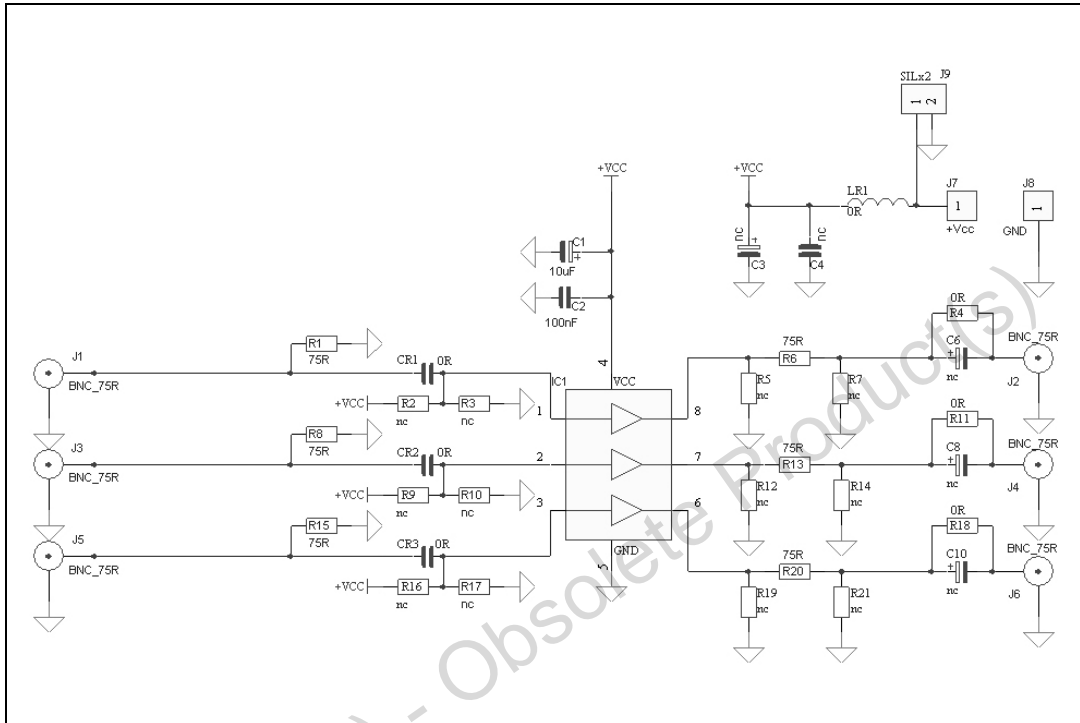 SILx2 J9
1 2
+VCC
+VCC
LR1
0R
J7
1
+Vcc
J8
1
GND
nc
+
C3
nc
C4
C1
+
10uF
C2
100nF
4
VCC
IC1
J1
BNC_75R
R1
75R
CR1 0R
+VCC R2 R3
nc nc
1
8
R5
nc
75R
R6
R7
nc
0R
R4
C6
+
nc
BNC_75R
J2
J3
BNC_75R
R8
75R
CR2 0R
+VCC R9 R10
nc nc
2
7
R12
nc
75R
R13
R14
nc
0R
R11
C8
+
nc
BNC_75R
J4
J5
BNC_75R
R15
75R
CR3 0R
+VCC R16 R17
nc nc
3
6
GND
5
R19
nc
75R
R20
R21
nc
0R
R18
C10
+
nc
BNC_75R
J6
) - Obsolete Product(s)